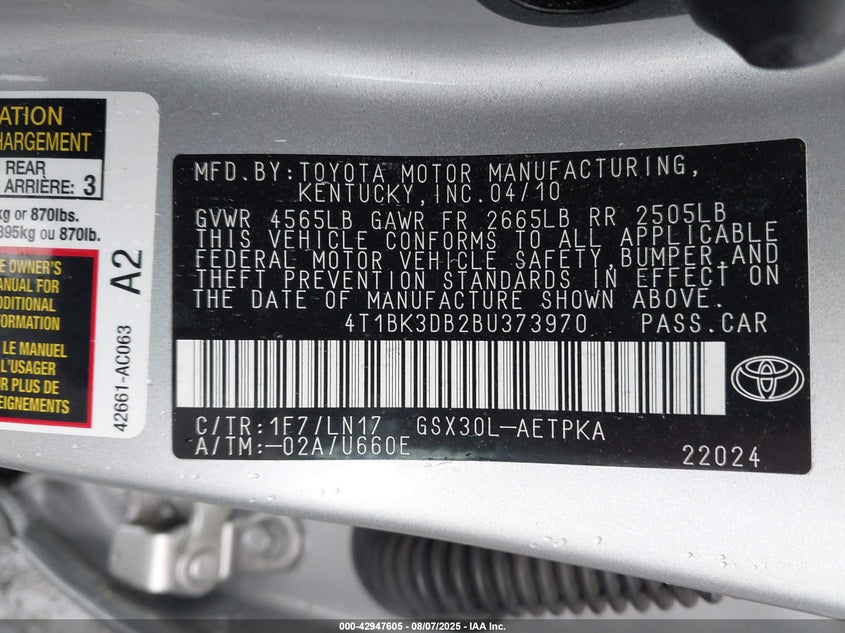 ATION
HARGEMENT
REAR
ARRIÈRE: 3
kg or 870lbs.
395kg ou 870lb.
OWNER'S
MANUAL FOR
ADDITIONAL
INFORMATION
LE MANUEL
L'USAGER
PLUS DE
EIGNEMENTS
42661-AC063 A2
MFD.BY:TOYOTA MOTOR MANUFACTURING,
KENTUCKY,INC.04/10
GVWR 4565LB GAWR FR 2665LB RR 2505LB
THIS VEHICLE CONFORMS TO ALL APPLICABLE
FEDERAL MOTOR VEHICLE SAFETY,BUMPER,AND
THEFT PREVENTION STANDARDS IN EFFECT ON
THE DATE OF MANUFACTURE SHOWN ABOVE.
4T1BK3DB2BU373970 PASS.CAR
C/TR:1F7/LN17 GSX30L-AETPKA
A/TM:-02A/U660E
22024
000-42947605 - 08/07/2025 - IAA Inc.